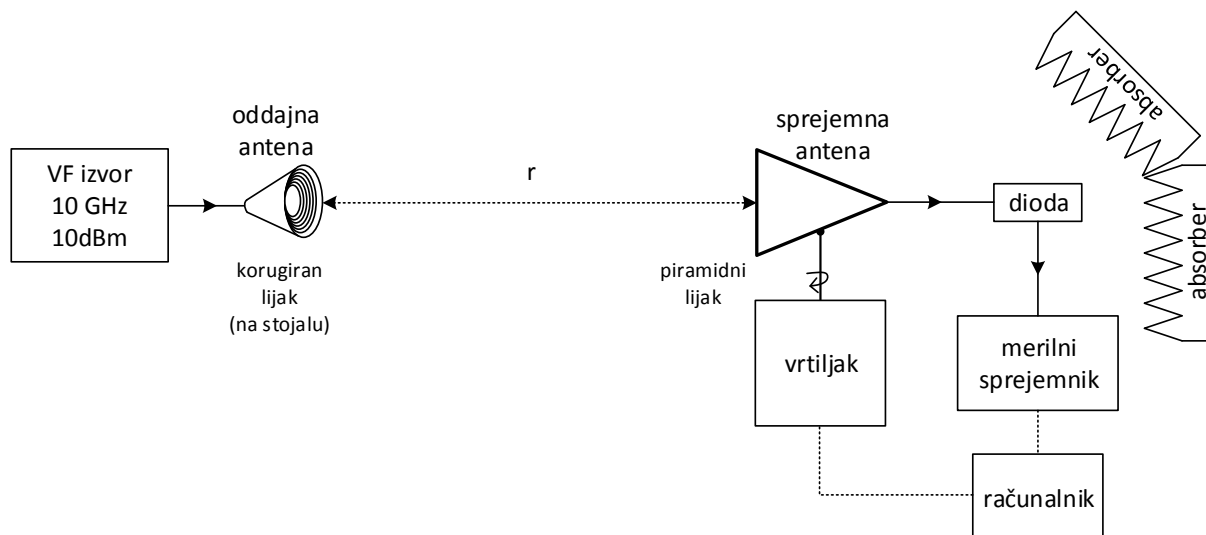 VF izvor
10 GHz
10dBm
oddajna
antena
korugiran
lijak
(na stojalu)
r
sprejemna
antena
piramidni
lijak
vrtiljak
dioda
merilni
sprejemnik
računalnik
absorber
absorber